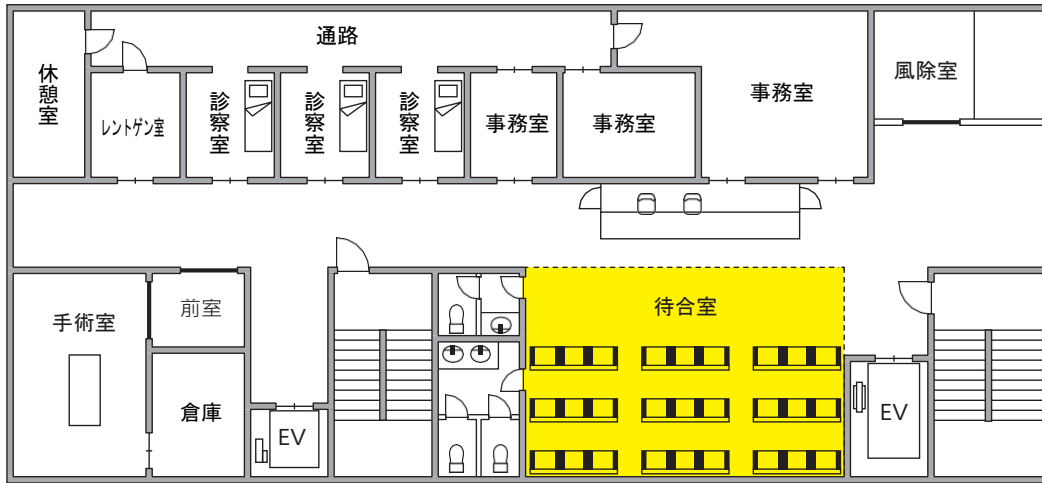 通路
休憩室
レントゲン室
診察室
診察室
診察室
事務室
事務室
事務室
風除室
手術室
前室
倉庫
EV
待合室
EV